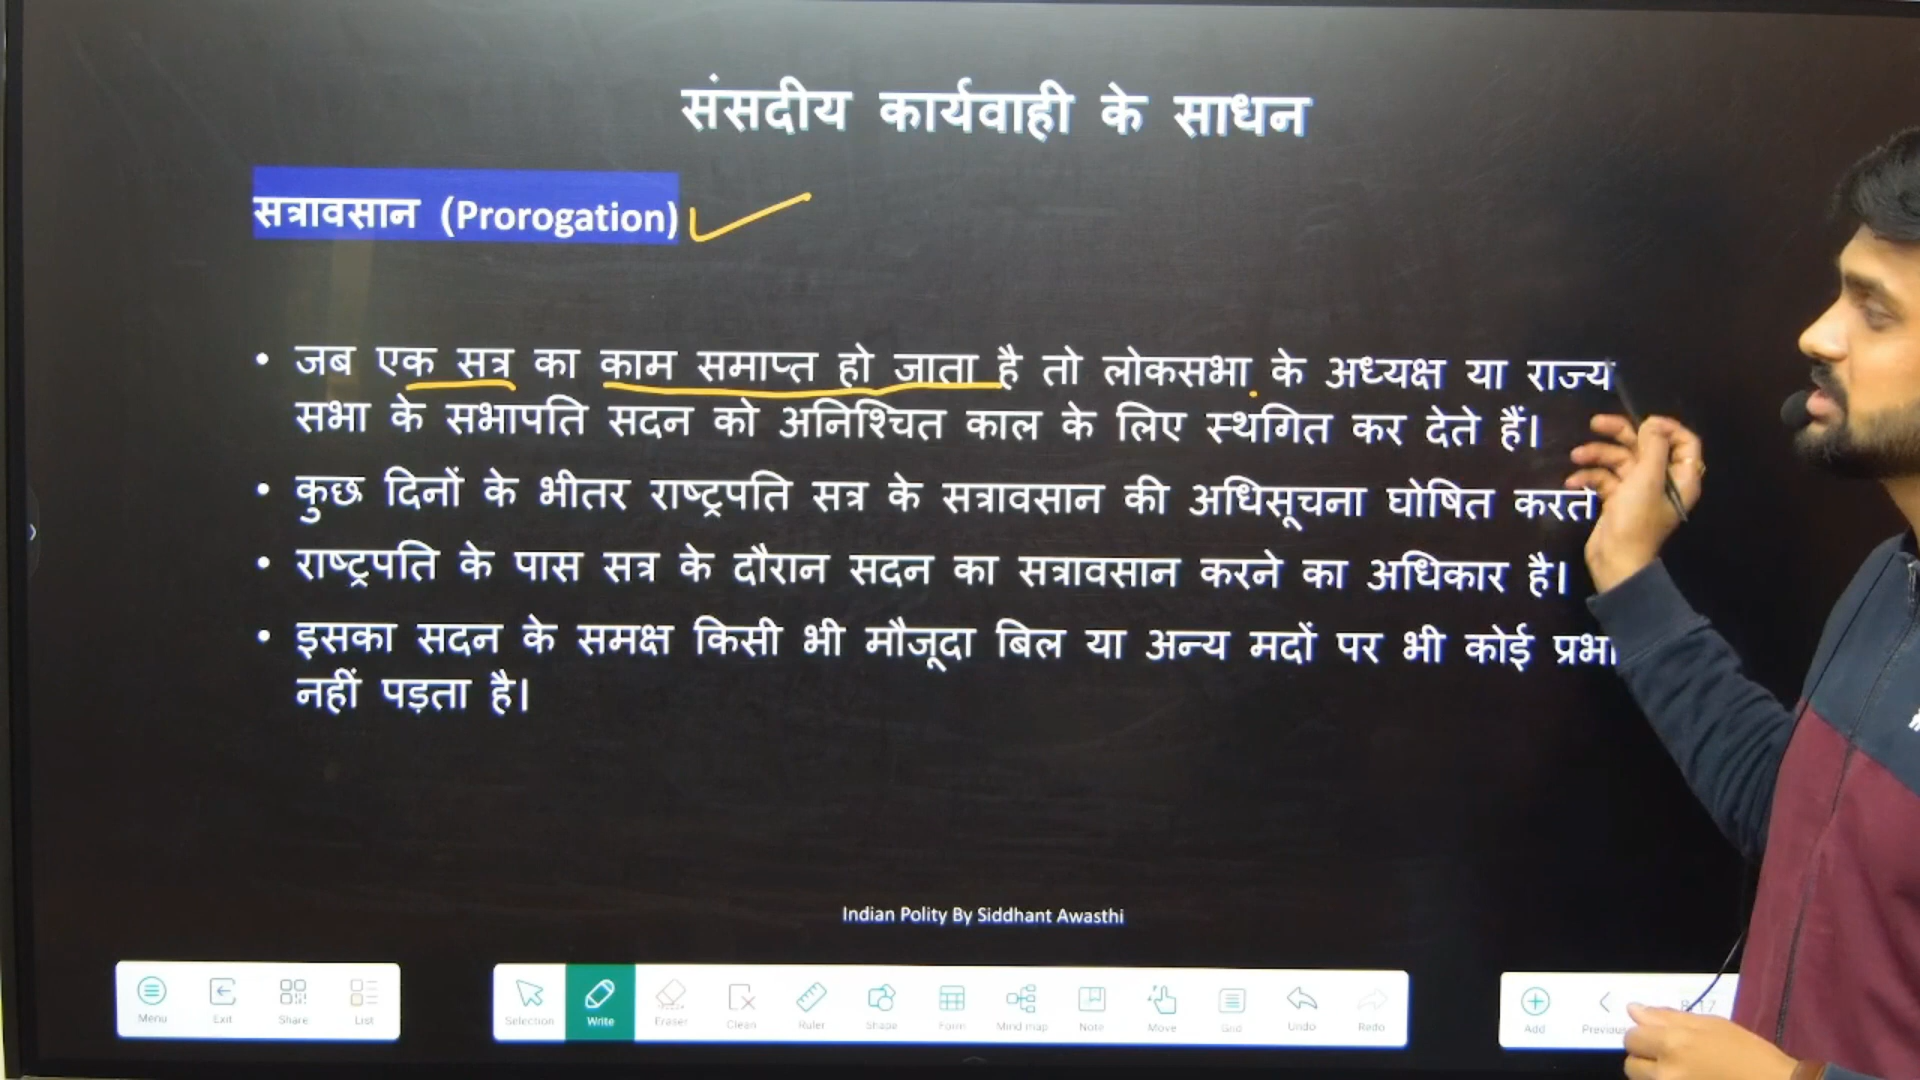 संसदीय कार्यवाही के साधन
सत्रावसान (Prorogation)
• जब एक सत्र का काम समाप्त हो जाता है तो लोकसभा के अध्यक्ष या राज्य
सभा के सभापति सदन को अनिश्चित काल के लिए स्थगित कर देते हैं।
• कुछ दिनों के भीतर राष्ट्रपति सत्र के सत्रावसान की अधिसूचना घोषित करते
• राष्ट्रपति के पास सत्र के दौरान सदन का सत्रावसान करने का अधिकार है।
• इसका सदन के समक्ष किसी भी मौजूदा बिल या अन्य मदों पर भी कोई
नहीं पड़ता है।
Indian Polity By Siddhant Awasthi
Menu Exit Share List Selection Write Eraser Clean Ruler Shape Form Mind map Note Move Grid Undo Redo Add Previous